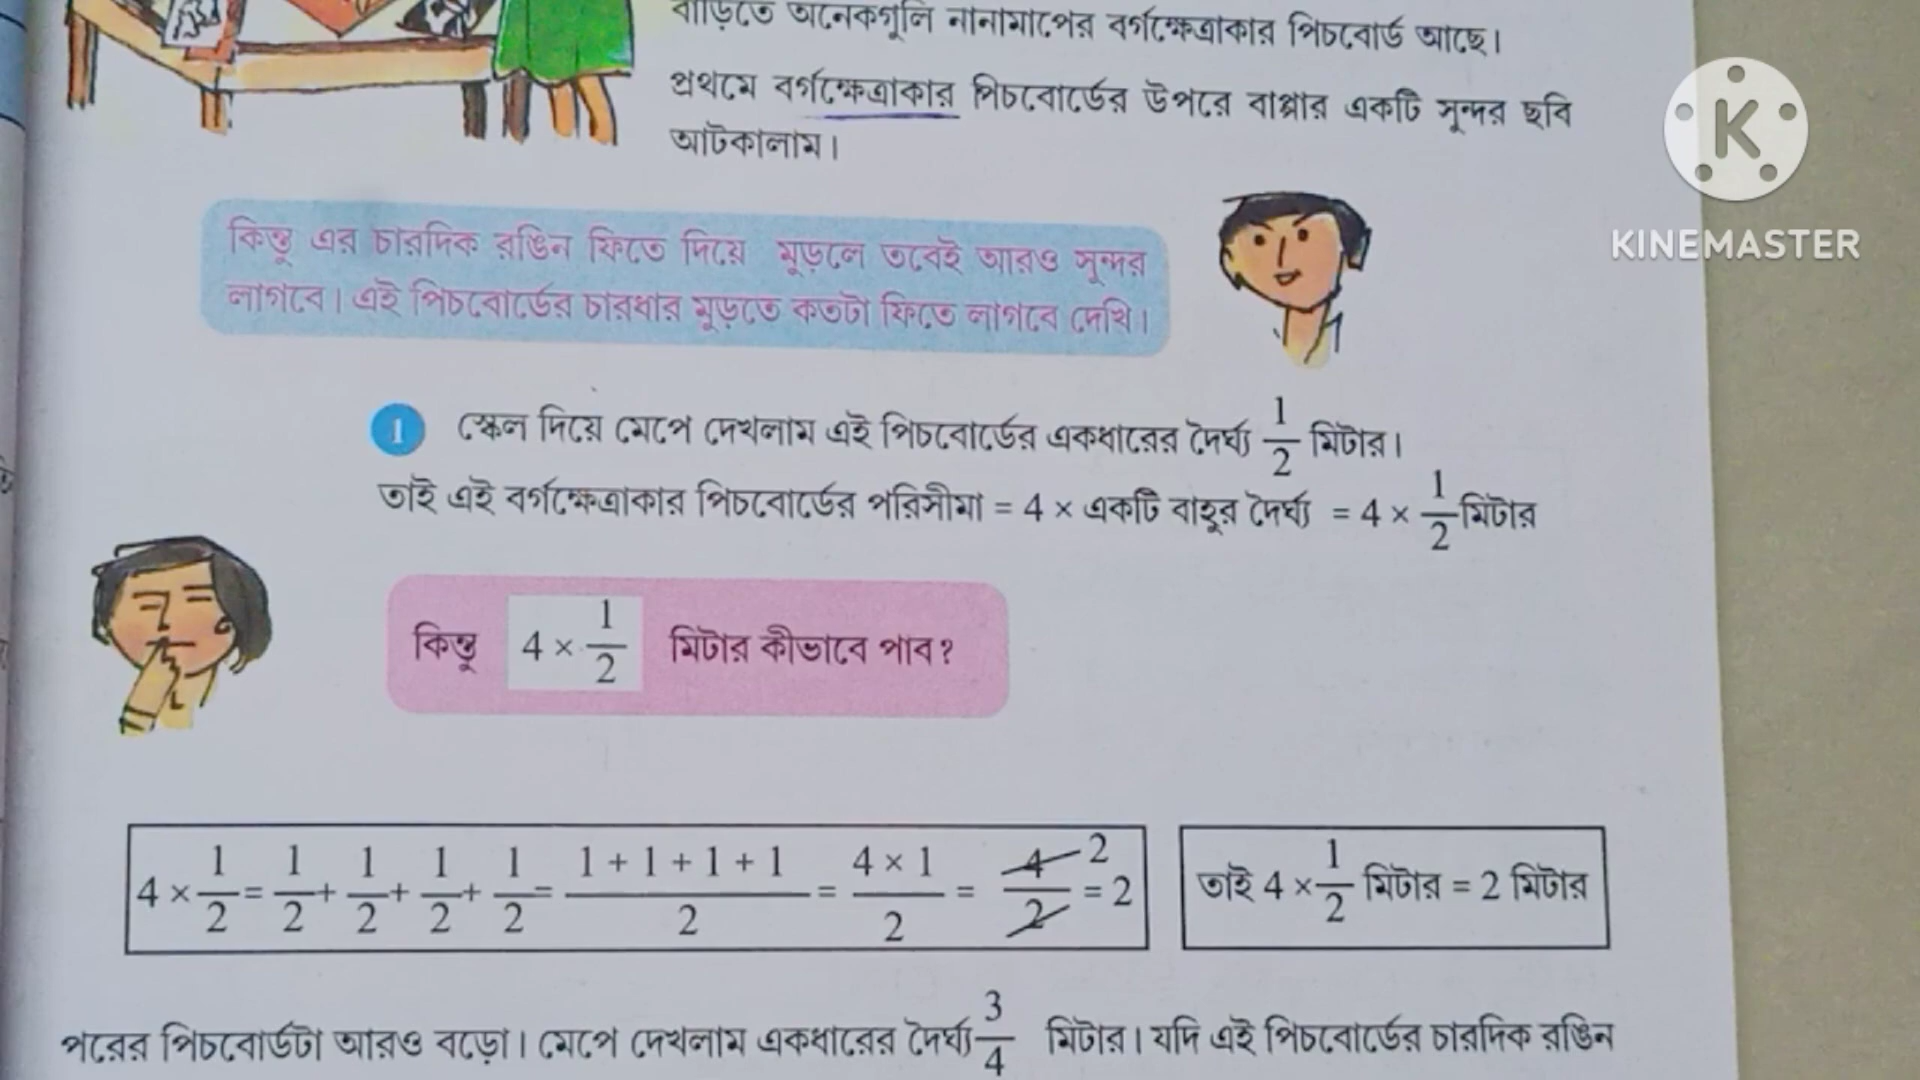 বাড়িতে অনেকগুলি নানামাপের বর্গক্ষেত্রাকার পিচবোর্ড আছে।
প্রথমে বর্গক্ষেত্রাকার পিচবোর্ডের উপরে বাপ্পার একটি সুন্দর ছবি
আটকালাম।
K
KINEMASTER
কিন্তু এর চারদিক রঙিন ফিতে দিয়ে মুড়লে তবেই আরও সুন্দর
লাগবে। এই পিচবোর্ডের চারধার মুড়তে কতটা ফিতে লাগবে দেখি।
1 স্কেল দিয়ে মেপে দেখলাম এই পিচবোর্ডের একধারের দৈর্ঘ্য 1/2 মিটার।
তাই এই বর্গক্ষেত্রাকার পিচবোর্ডের পরিসীমা = 4 × একটি বাহুর দৈর্ঘ্য = 4 × 1/2 মিটার
কিন্তু 4 × 1/2 মিটার কীভাবে পাব?
4 × 1/2 = 1/2 + 1/2 + 1/2 + 1/2 = (1 + 1 + 1 + 1)/2 = (4 × 1)/2 = 4/2 2 = 2
তাই 4 × 1/2 মিটার = 2 মিটার
পরের পিচবোর্ডটা আরও বড়ো। মেপে দেখলাম একধারের দৈর্ঘ্য 3/4 মিটার। যদি এই পিচবোর্ডের চারদিক রঙিন